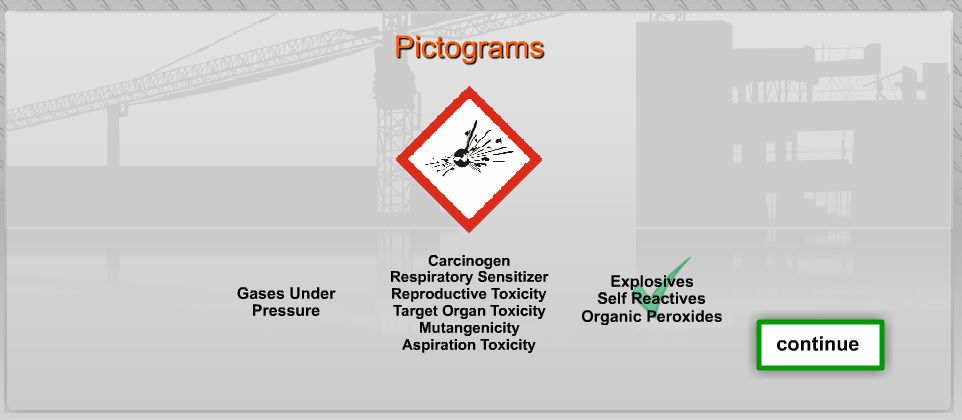 Pictograms
Gases Under
Pressure
Carcinogen
Respiratory Sensitizer
Reproductive Toxicity
Target Organ Toxicity
Mutangenicity
Aspiration Toxicity
Explosives
Self Reactives
Organic Peroxides
continue